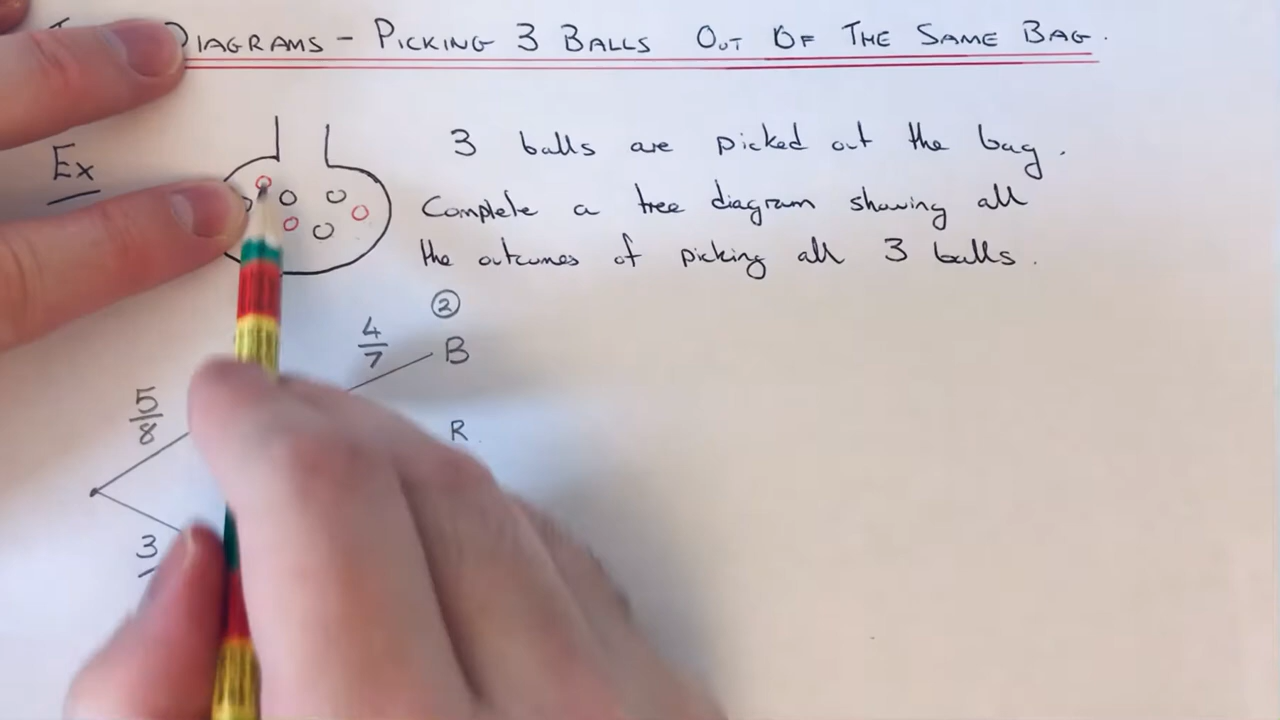 DIAGRAMS - PICKING 3 BALLS OUT OF THE SAME BAG.
Ex
3 balls are picked out the bag.
Complete a tree diagram showing all
the outcomes of picking all 3 balls.
②
4/7
B
5/8
R
3